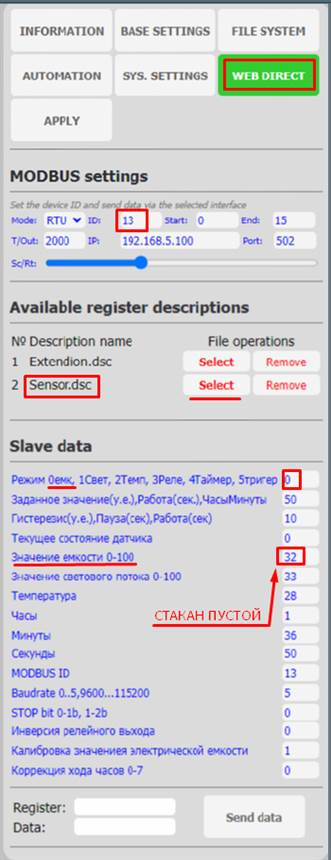 INFORMATION BASE SETTINGS FILE SYSTEM
AUTOMATION SYS. SETTINGS WEB DIRECT
APPLY
MODBUS settings
Set the device ID and send data via the selected interface
Mode: RTU ID: 13 Start: 0 End: 15
T/Out: 2000 IP: 192.168.5.100 Port: 502
Sc/Rt:
Available register descriptions
Nº Description name File operations
1 Extendion.dsc Select Remove
2 Sensor.dsc Select Remove
Slave data
Режим 0емк, 1Свет, 2Темп, 3Реле, 4Таймер, 5тригер 0
Заданное значение(у.е.),Работа(сек.),ЧасыМинуты 50
Гистерезис(у.е),Пауза(сек),Работа(сек) 10
Текущее состояние датчика 0
Значение емкости 0-100 32
Значение светового потока 0-100 33
Температура 28
СТАКАН ПУСТОЙ
Часы 1
Минуты 36
Секунды 50
MODBUS ID 13
Baudrate 0..5,9600...115200 5
STOP bit 0-1b, 1-2b 0
Инверсия релейного выхода 0
Калибровка значениея электрической емкости 1
Коррекция хода часов 0-7 0
Register:
Data:
Send data